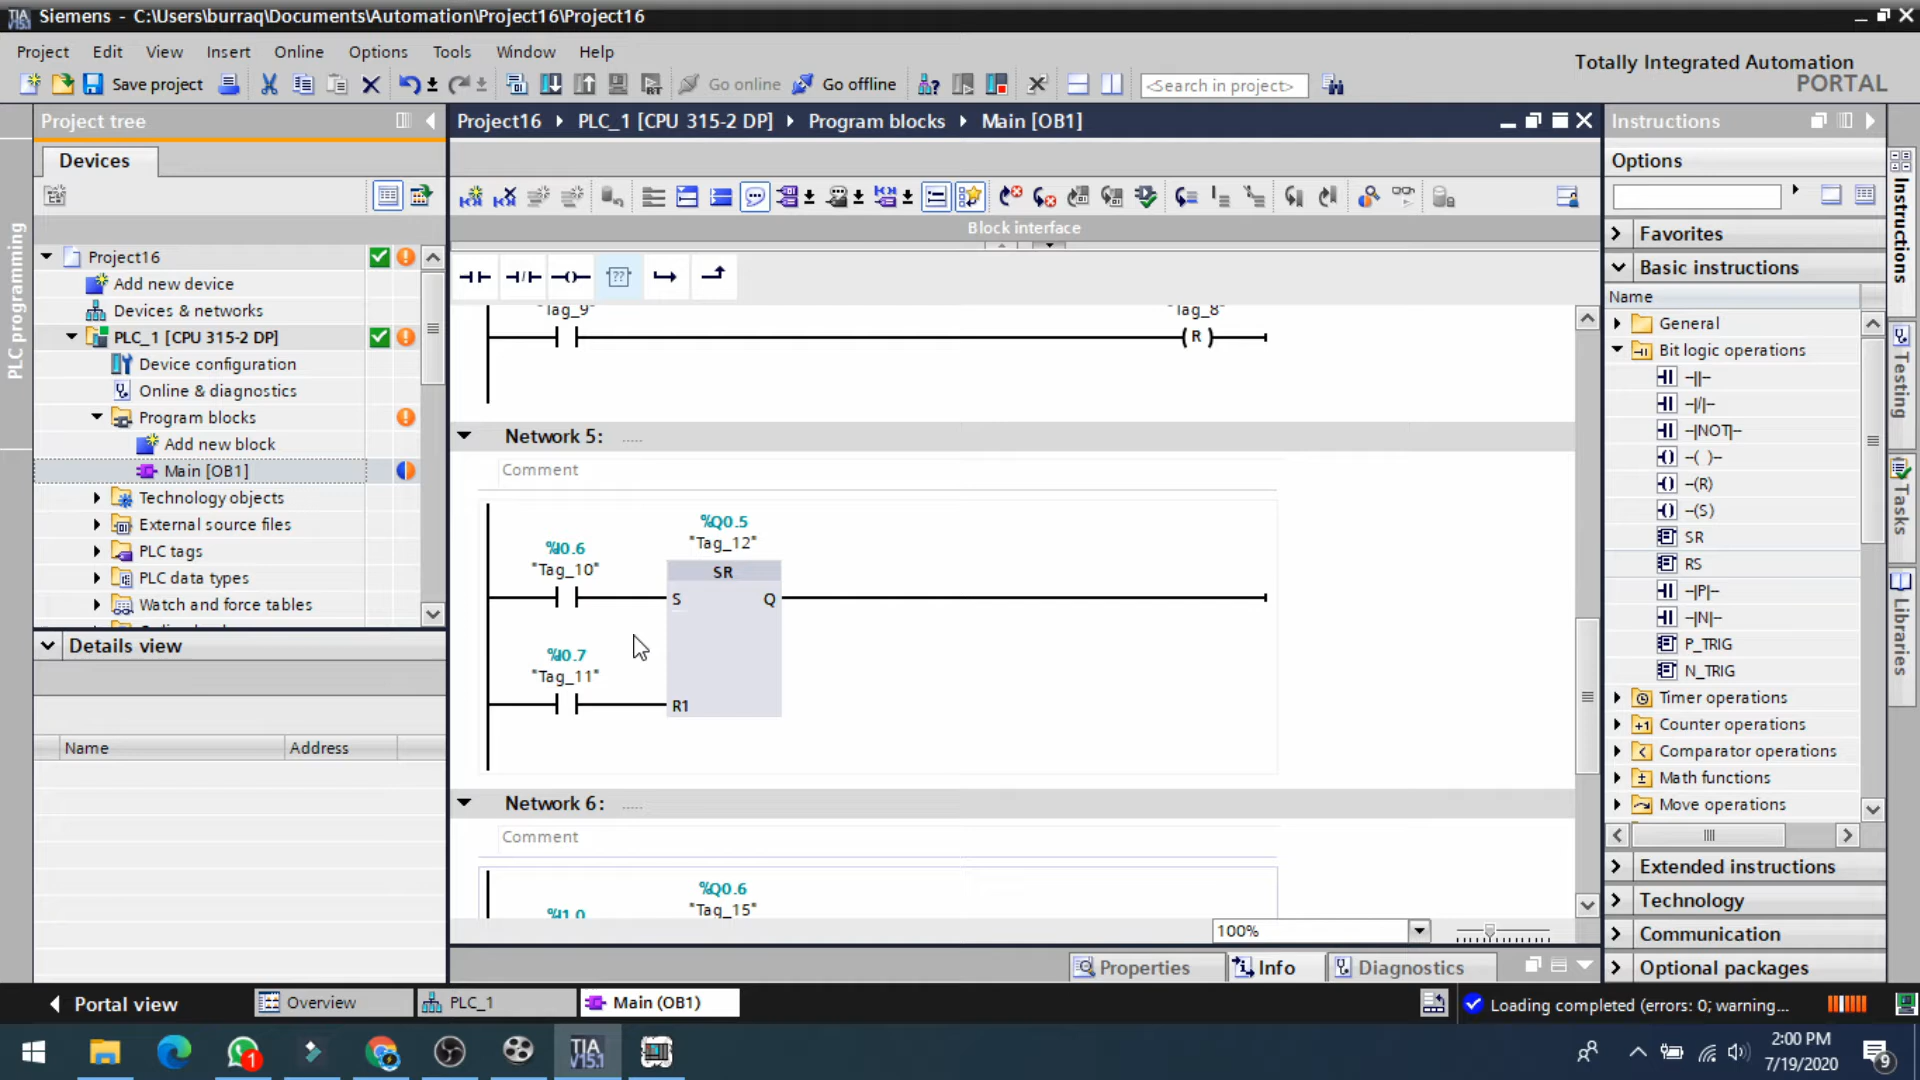 Siemens - C:\Users\burraq\Documents\Automation\Project16\Project16
Project Edit View Insert Online Options Tools Window Help
Totally Integrated Automation
PORTAL
Save project
Go online
Go offline
<Search in project>
Project tree
Project16 PLC_1 [CPU 315-2 DP] Program blocks Main [OB1]
Instructions
Devices
Options
Block interface
Project16
Add new device
Devices & networks
PLC_1 [CPU 315-2 DP]
Device configuration
Online & diagnostics
Program blocks
Add new block
Main [OB1]
Technology objects
External source files
PLC tags
PLC data types
Watch and force tables
Details view
Name Address
PLC programming
??
"Tag_9"
"Tag_8"
R
Network 5: .....
Comment
%Q0.5
"Tag_12"
%I0.6
"Tag_10"
SR
S Q
%I0.7
"Tag_11"
R1
Network 6: .....
Comment
%Q0.6
"Tag_15"
%I1.0
100%
Properties
Info
Diagnostics
Favorites
Basic instructions
Name
General
Bit logic operations
-||-
-|/|-
-|NOT|-
-( )-
-(R)
-(S)
SR
RS
-|P|-
-|N|-
P_TRIG
N_TRIG
Timer operations
Counter operations
Comparator operations
Math functions
Move operations
Extended instructions
Technology
Communication
Optional packages
Instructions
Testing
Tasks
Libraries
Portal view
Overview
PLC_1
Main (OB1)
Loading completed (errors: 0; warning...
1
TIA
V15.1
2:00 PM
7/19/2020
9